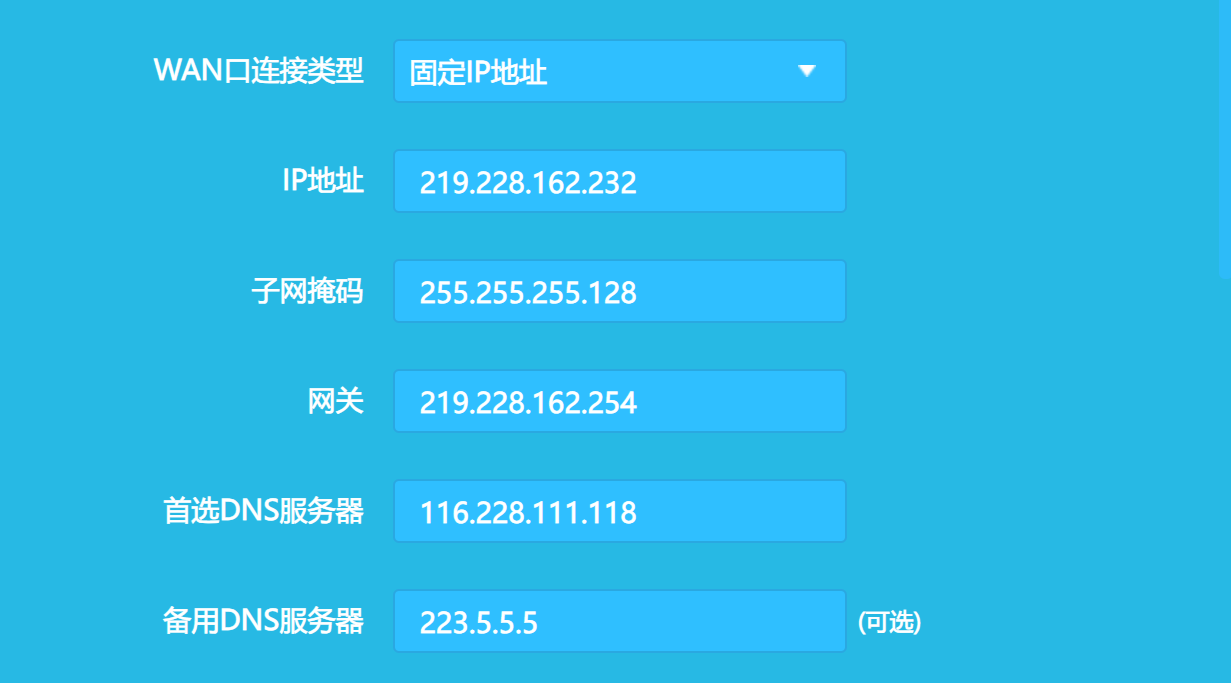 WAN口连接类型 固定IP地址
IP地址 219.228.162.232
子网掩码 255.255.255.128
网关 219.228.162.254
首选DNS服务器 116.228.111.118
备用DNS服务器 223.5.5.5 (可选)